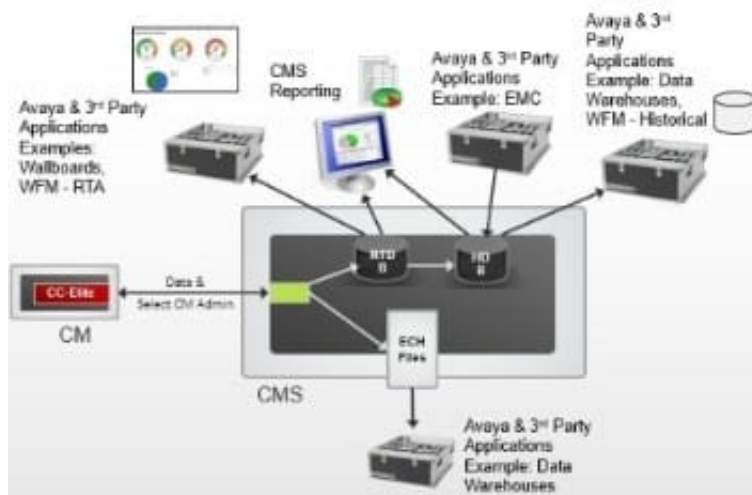 Avaya & 3rd Party
Applications
Examples:
Wallboards,
WFM - RTA
CMS
Reporting
Avaya & 3rd Party
Applications
Example: EMC
Avaya & 3rd
Party
Applications
Example: Data
Warehouses,
WFM - Historical
CC-Elite
CM
Data &
Select CM Admin
RTD
B
HD
B
ECH
Files
CMS
Avaya & 3rd Party
Applications
Example: Data
Warehouses